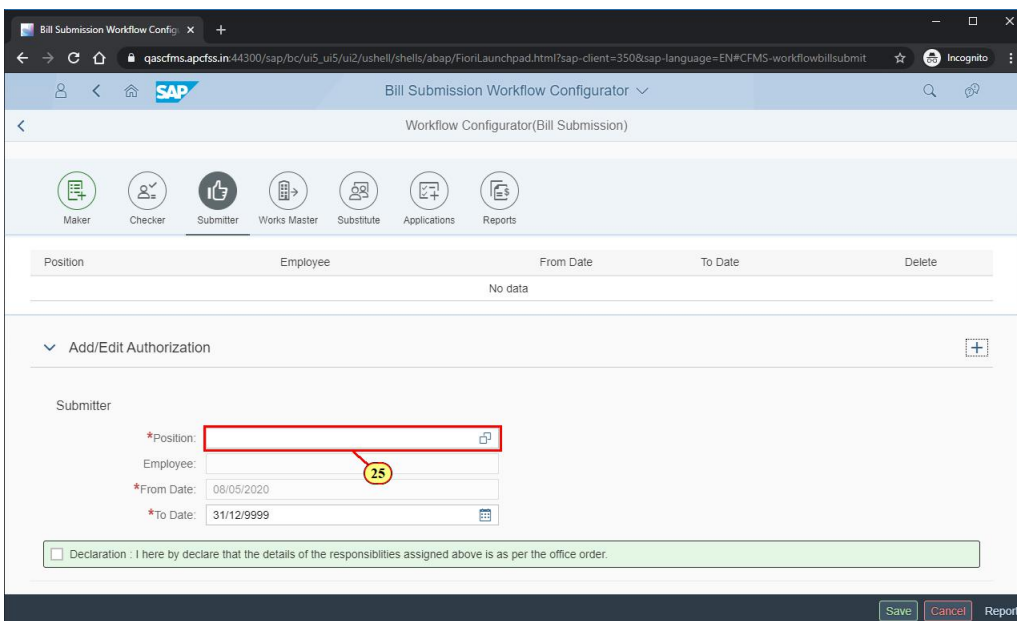 Bill Submission Workflow Config
qascfms.apcfss.in:44300/sap/bc/ui5_ui5/ui2/ushell/shells/abap/FioriLaunchpad.html?sap-client=350&sap-language=EN#CFMS-workflowbillsubmit
Incognito
SAP
Bill Submission Workflow Configurator
Workflow Configurator(Bill Submission)
Maker Checker Submitter Works Master Substitute Applications Reports
Position Employee From Date To Date Delete
No data
Add/Edit Authorization
Submitter
*Position:
Employee:
25
*From Date: 08/05/2020
*To Date: 31/12/9999
Declaration : I here by declare that the details of the responsiblities assigned above is as per the office order.
Save Cancel Report